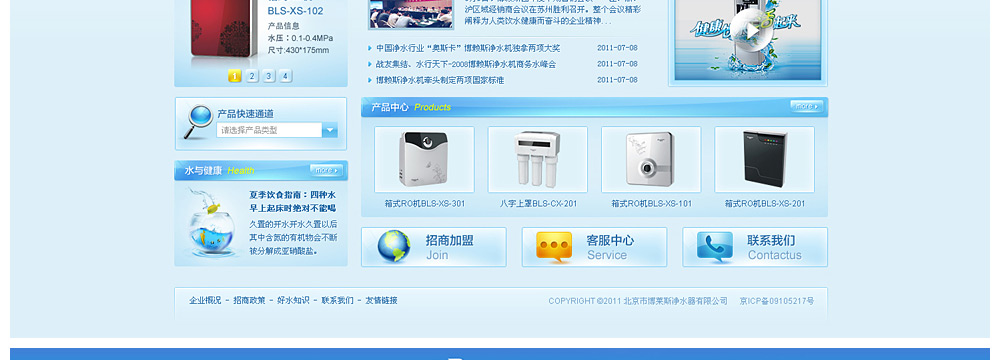 BLS-XS-102
产品信息
水压：0.1-0.4MPa
尺寸:430*175mm
1 2 3 4
沪区域经销商会议在苏州胜利召开。整个会议精彩
阐释为人类饮水健康而奋斗的企业精神...
中国净水行业“奥斯卡”博赖斯净水机独拿两项大奖 2011-07-08
战友集结、水行天下-2008博赖斯净水机商务水峰会 2011-07-08
博赖斯净水机牵头制定两项国家标准 2011-07-08
健康 起来
产品快速通道
请选择产品类型
水与健康 Health more
夏季饮食指南：四种水
早上起床时绝对不能喝
久置的开水开水久置以后
其中含氮的有机物会不断
被分解成亚硝酸盐。
产品中心 Products more
箱式RO机BLS-XS-301
八字上罩BLS-CX-201
箱式RO机BLS-XS-101
箱式RO机BLS-XS-201
招商加盟
Join
客服中心
Service
联系我们
Contactus
企业概况 - 招商政策 - 好水知识 - 联系我们 - 友情链接
COPYRIGHT ©2011 北京市博莱斯净水器有限公司 京ICP备09105217号